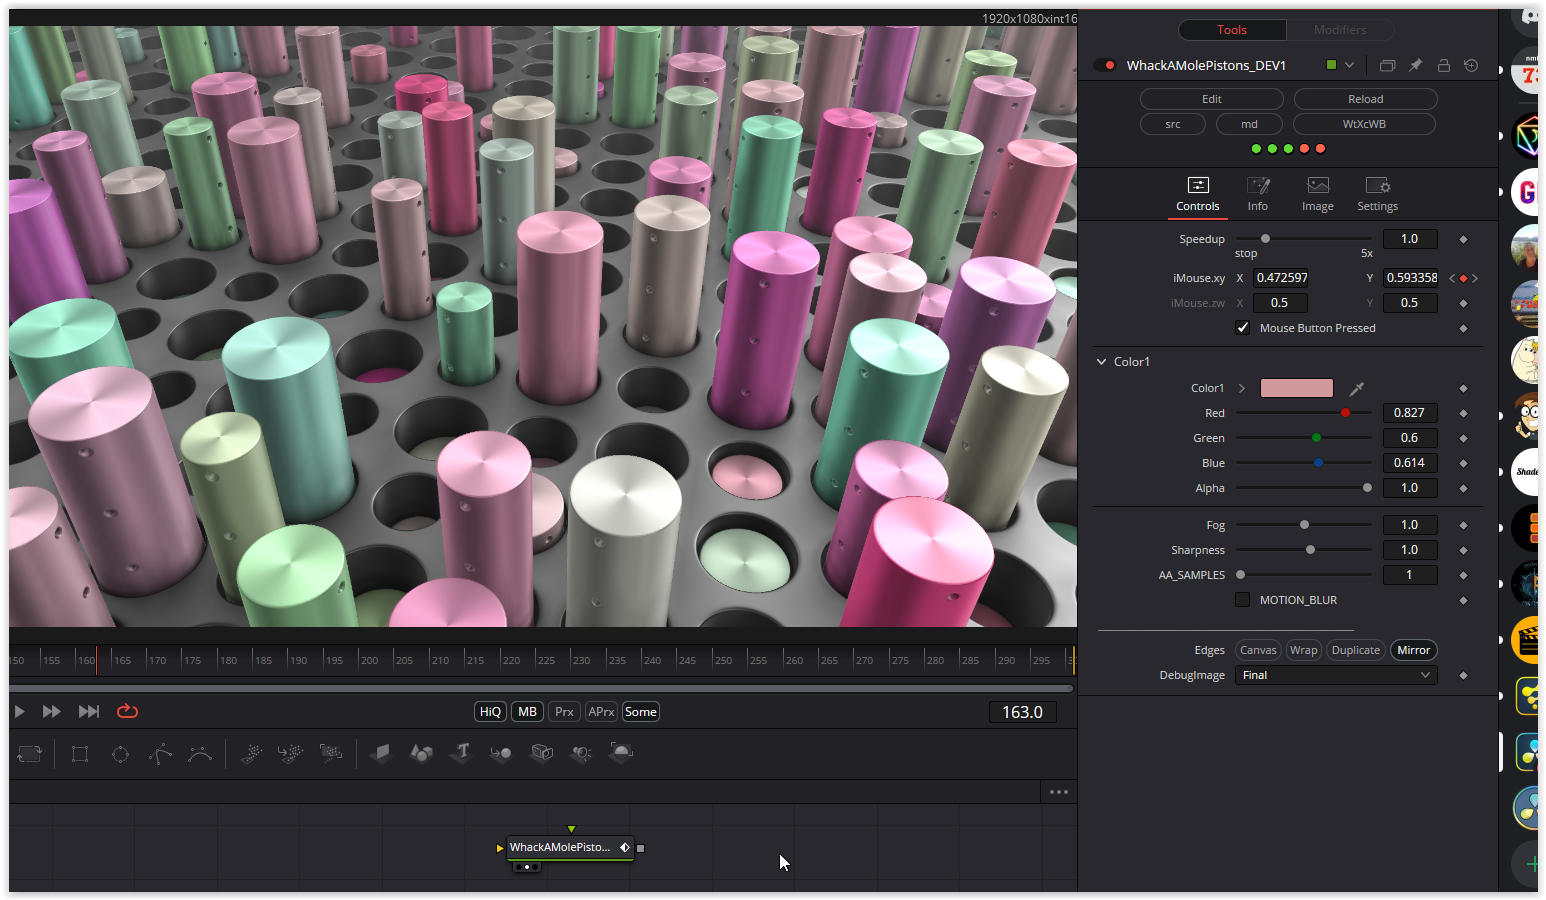 1920x1080xint16
Tools
Modifiers
WhackAMolePistons_DEV1
Edit
Reload
src
md
WtXcWB
Controls
Info
Image
Settings
Speedup
1.0
stop
5x
iMouse.xy
X
0.472597
Y
0.593358
iMouse.zw
X
0.5
Y
0.5
Mouse Button Pressed
Color1
Color1
Red
0.827
Green
0.6
Blue
0.614
Alpha
1.0
Fog
1.0
Sharpness
1.0
AA_SAMPLES
1
MOTION_BLUR
Edges
Canvas
Wrap
Duplicate
Mirror
DebugImage
Final
150 155 160 165 170 175 180 185 190 195 200 205 210 215 220 225 230 235 240 245 250 255 260 265 270 275 280 285 290 295
HiQ
MB
Prx
APrx
Some
163.0
T
WhackAMolePisto...